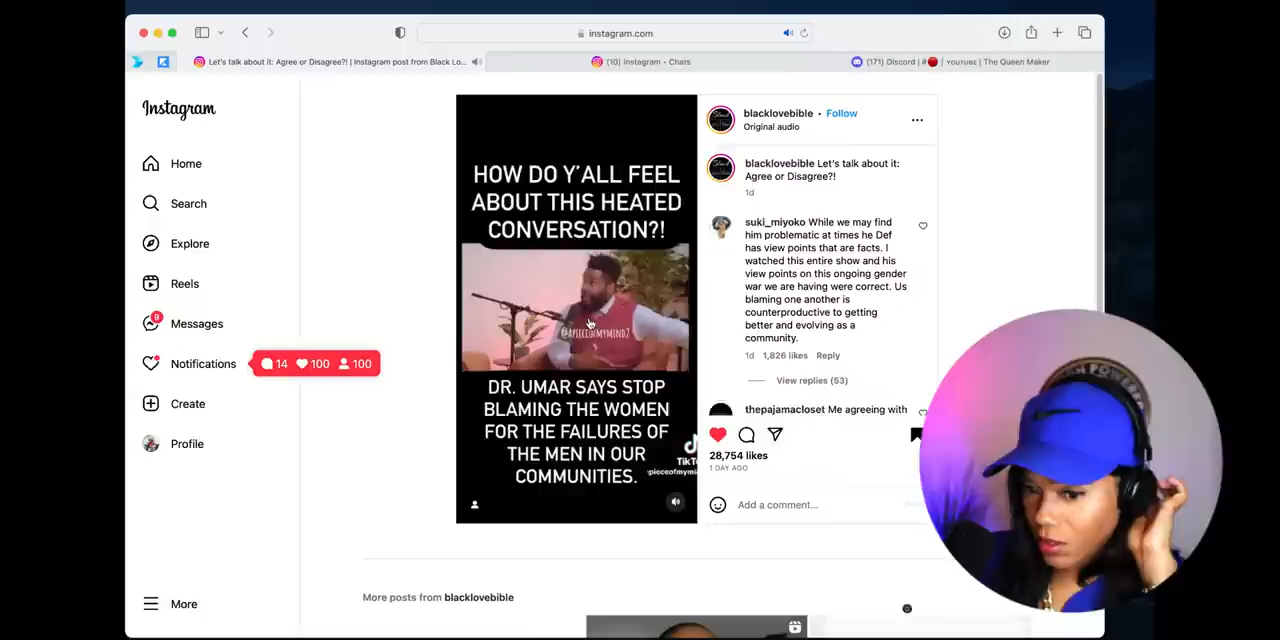 instagram.com
Let's talk about it: Agree or Disagree?! | Instagram post from Black Lo...
(10) Instagram • Chats
(171) Discord | #🔴 | YOUTUBE | The Queen Maker
Instagram
Home
Search
Explore
Reels
9
Messages
Notifications
14 100 100
Create
Profile
More
HOW DO Y'ALL FEEL
ABOUT THIS HEATED
CONVERSATION?!
@APIECEOFMYMIND7
DR. UMAR SAYS STOP
BLAMING THE WOMEN
FOR THE FAILURES OF
THE MEN IN OUR
COMMUNITIES.
blacklovebible • Follow
Original audio
blacklovebible Let's talk about it:
Agree or Disagree?!
1d
suki_miyoko While we may find
him problematic at times he Def
has view points that are facts. I
watched this entire show and his
view points on this ongoing gender
war we are having were correct. Us
blaming one another is
counterproductive to getting
better and evolving as a
community.
1d 1,826 likes Reply
View replies (53)
thepajamacloset Me agreeing with
28,754 likes
1 DAY AGO
Add a comment...
More posts from blacklovebible